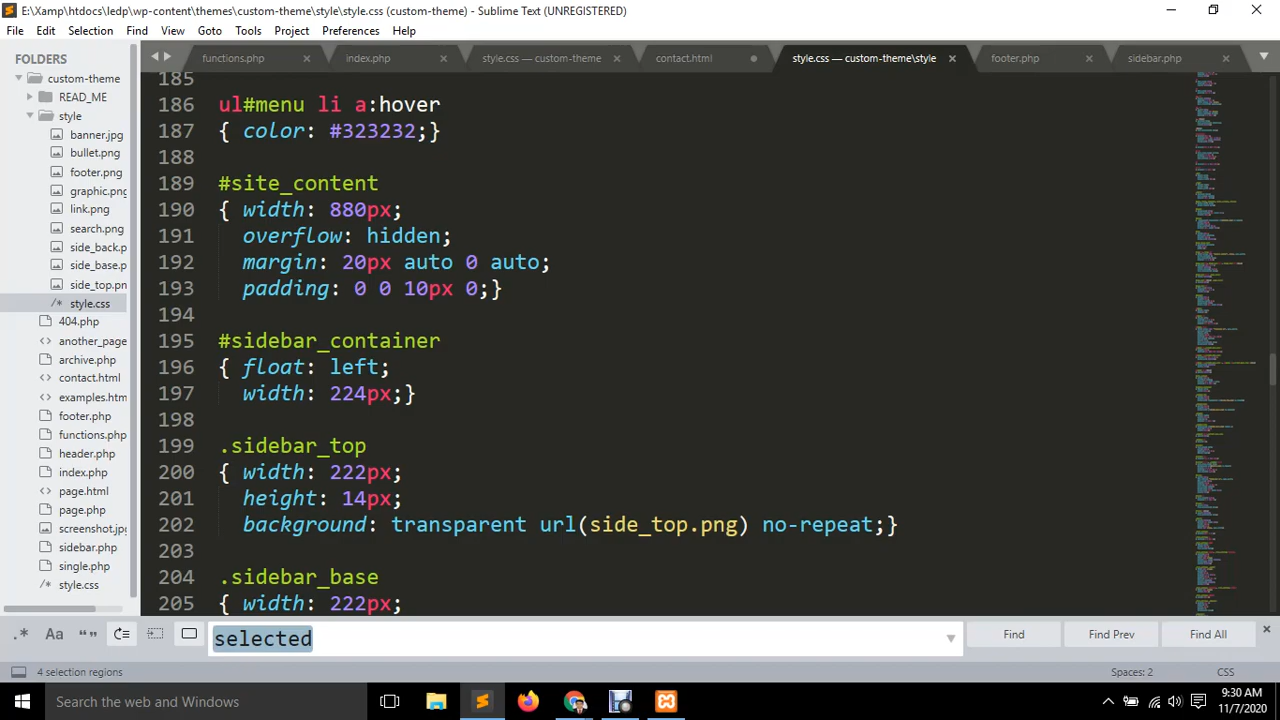 E:\Xamp\htdocs\ledp\wp-content\themes\custom-theme\style\style.css (custom-theme) - Sublime Text (UNREGISTERED)
File Edit Selection Find View Goto Tools Project Preferences Help
FOLDERS
custom-theme
READ_ME
style
banner.jpg
bullet.png
footer.png
graphic.png
link.png
search.png
side_back.p
side_base.p
side_top.pn
style.css
404.php
another_page
archive.php
contact.html
examples.htm
footer.php
functions.php
header.php
index.php
page.html
page.php
screenshot.jpg
sidebar.php
single.php
style.css
functions.php index.php style.css — custom-theme contact.html style.css — custom-theme\style footer.php sidebar.php
185
186 ul#menu li a:hover
187 { color: #323232;}
188
189 #site_content
190 { width: 880px;
191 overflow: hidden;
192 margin: 20px auto 0 auto;
193 padding: 0 0 10px 0;}
194
195 #sidebar_container
196 { float: left;
197 width: 224px;}
198
199 .sidebar_top
200 { width: 222px;
201 height: 14px;
202 background: transparent url(side_top.png) no-repeat;}
203
204 .sidebar_base
205 { width: 222px;
.* Aa “” selected Find Find Prev Find All
4 selection regions Spaces: 2 CSS
Search the web and Windows
9:30 AM
11/7/2020